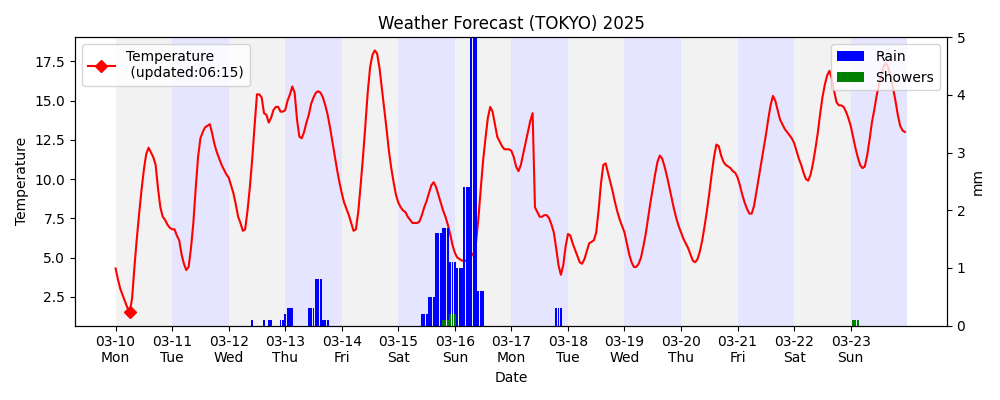 Weather Forecast (TOKYO) 2025
Temperature
(updated:06:15)
Rain
Showers
Temperature
17.5
15.0
12.5
10.0
7.5
5.0
2.5
5
4
3
2
1
0
mm
03-10 03-11 03-12 03-13 03-14 03-15 03-16 03-17 03-18 03-19 03-20 03-21 03-22 03-23
Mon Tue Wed Thu Fri Sat Sun Mon Tue Wed Thu Fri Sat Sun
Date